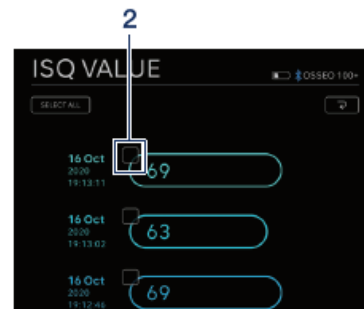 2
ISQ VALUE
OSSEO 100+
SELECT ALL
16 Oct
2020
19:13:11
69
16 Oct
2020
19:13:02
63
16 Oct
2020
19:12:46
69